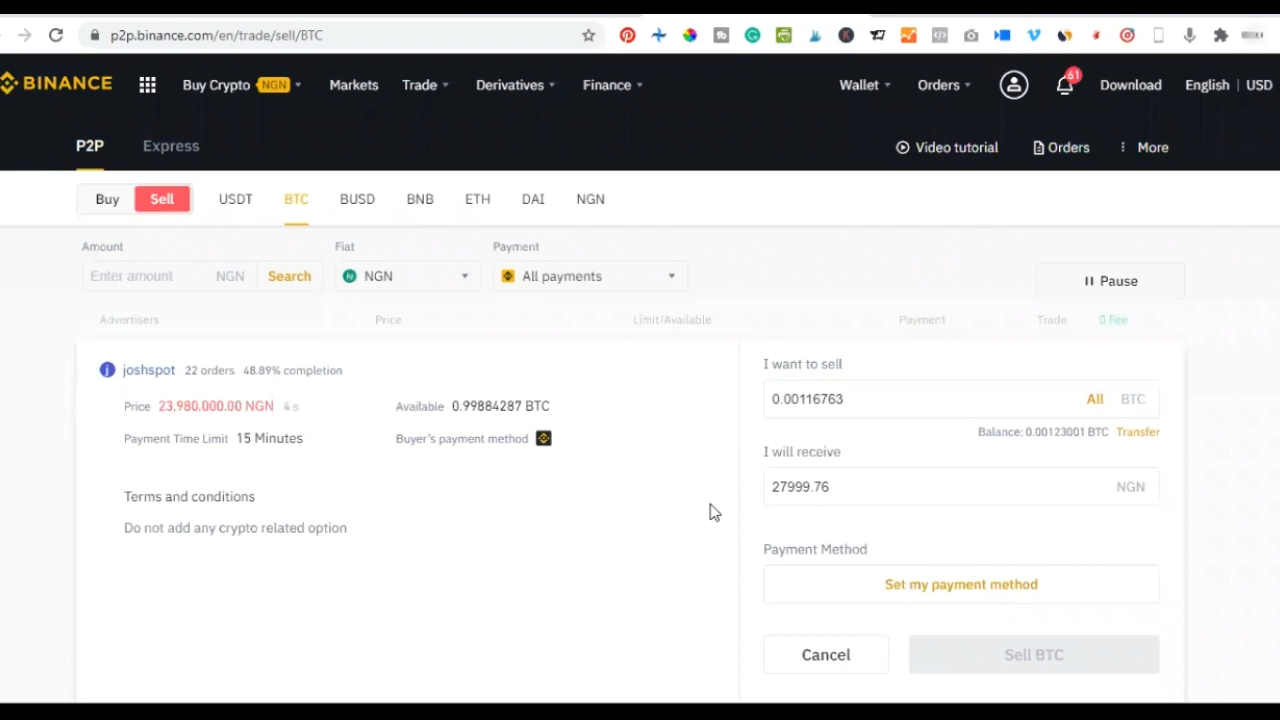 p2p.binance.com/en/trade/sell/BTC
BINANCE Buy Crypto NGN Markets Trade Derivatives Finance Wallet Orders 61 Download English | USD
P2P Express Video tutorial Orders More
Buy Sell USDT BTC BUSD BNB ETH DAI NGN
Amount Fiat Payment
Enter amount NGN Search NGN All payments Pause
Advertisers Price Limit/Available Payment Trade 0 Fee
joshspot 22 orders 48.89% completion
Price 23,980,000.00 NGN 4 s Available 0.99884287 BTC
Payment Time Limit 15 Minutes Buyer's payment method
Terms and conditions
Do not add any crypto related option
I want to sell
0.00116763 All BTC
Balance: 0.00123001 BTC Transfer
I will receive
27999.76 NGN
Payment Method
Set my payment method
Cancel Sell BTC